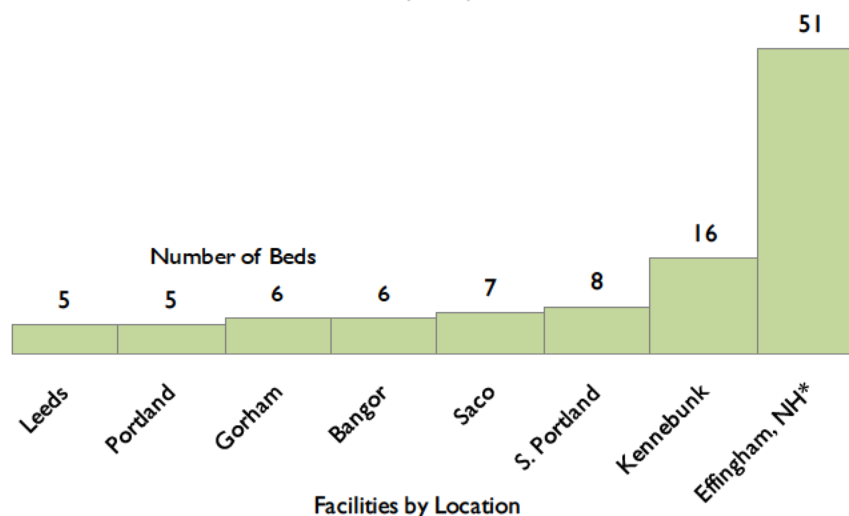 51
16
Number of Beds
8
7
6
6
5
5
Leeds
Portland
Gorham
Bangor
Saco
S. Portland
Kennebunk
Effingham, NH*
Facilities by Location